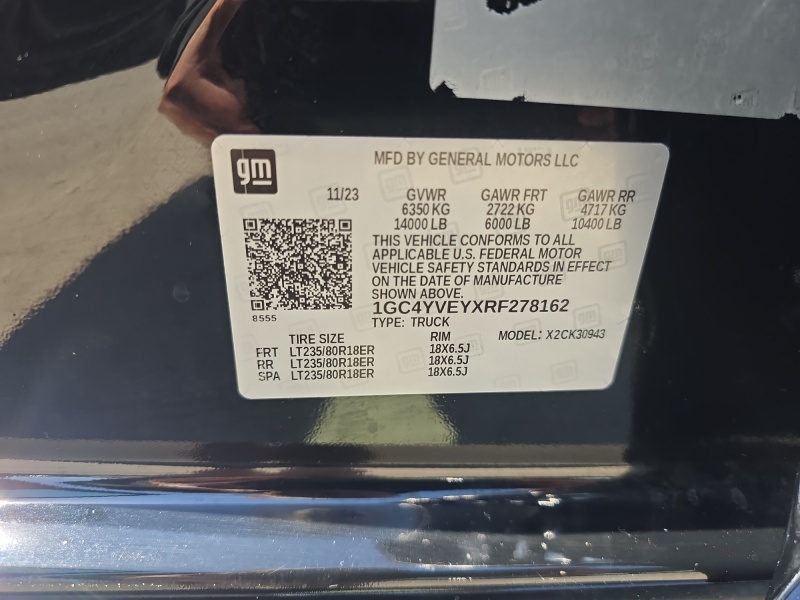 gm
MFD BY GENERAL MOTORS LLC
11/23 GVWR GAWR FRT GAWR RR
6350 KG 2722 KG 4717 KG
14000 LB 6000 LB 10400 LB
THIS VEHICLE CONFORMS TO ALL
APPLICABLE U.S. FEDERAL MOTOR
VEHICLE SAFETY STANDARDS IN EFFECT
ON THE DATE OF MANUFACTURE
SHOWN ABOVE.
1GC4YVEYXRF278162
8555
TYPE: TRUCK
TIRE SIZE RIM MODEL: X2CK30943
FRT LT235/80R18ER 18X6.5J
RR LT235/80R18ER 18X6.5J
SPA LT235/80R18ER 18X6.5J